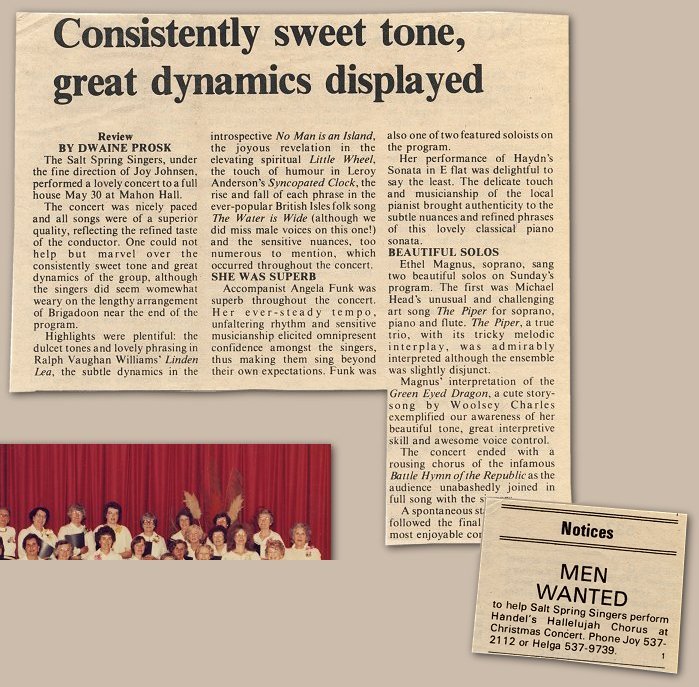 Consistently sweet tone,
great dynamics displayed
Review
BY DWAINE PROSK
The Salt Spring Singers, under
the fine direction of Joy Johnsen,
performed a lovely concert to a full
house May 30 at Mahon Hall.
The concert was nicely paced
and all songs were of a superior
quality, reflecting the refined taste
of the conductor. One could not
help but marvel over the
consistently sweet tone and great
dynamics of the group, although
the singers did seem womewhat
weary on the lengthy arrangement
of Brigadoon near the end of the
program.
Highlights were plentiful: the
dulcet tones and lovely phrasing in
Ralph Vaughan Williams' Linden
Lea, the subtle dynamics in the
introspective No Man is an Island,
the joyous revelation in the
elevating spiritual Little Wheel,
the touch of humour in Leroy
Anderson's Syncopated Clock, the
rise and fall of each phrase in the
ever-popular British Isles folk song
The Water is Wide (although we
did miss male voices on this one!)
and the sensitive nuances, too
numerous to mention, which
occurred throughout the concert.
SHE WAS SUPERB
Accompanist Angela Funk was
superb throughout the concert.
Her ever-steady tempo,
unfaltering rhythm and sensitive
musicianship elicited omnipresent
confidence amongst the singers,
thus making them sing beyond
their own expectations. Funk was
also one of two featured soloists on
the program.
Her performance of Haydn's
Sonata in E flat was delightful to
say the least. The delicate touch
and musicianship of the local
pianist brought authenticity to the
subtle nuances and refined phrases
of this lovely classical piano
sonata.
BEAUTIFUL SOLOS
Ethel Magnus, soprano, sang
two beautiful solos on Sunday's
program. The first was Michael
Head's unusual and challenging
art song The Piper for soprano,
piano and flute. The Piper, a true
trio, with its tricky melodic
interplay, was admirably
interpreted although the ensemble
was slightly disjunct.
Magnus' interpretation of the
Green Eyed Dragon, a cute story-
song by Woolsey Charles
exemplified our awareness of her
beautiful tone, great interpretive
skill and awesome voice control.
The concert ended with a
rousing chorus of the infamous
Battle Hymn of the Republic as the
audience unabashedly joined in
full song with the
A spontaneous
followed the final
most enjoyable
Notices
MEN
WANTED
to help Salt Spring Singers perform
Handel's Hallelujah Chorus at
Christmas Concert. Phone Joy 537-
2112 or Helga 537-9739. 1